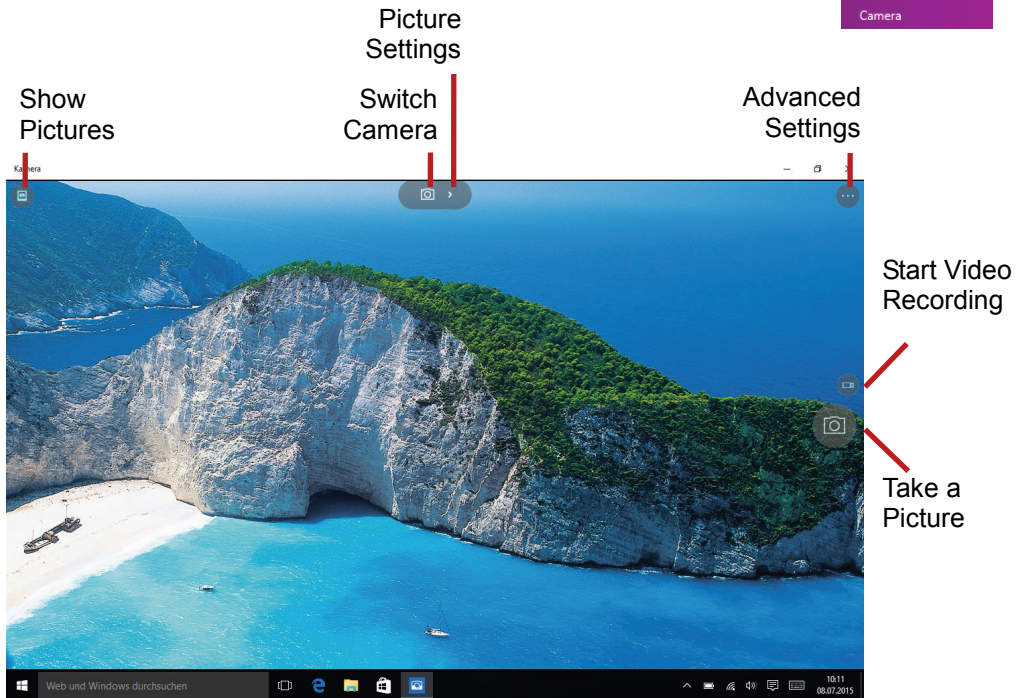 Camera
Picture
Settings
Show
Pictures
Switch
Camera
Advanced
Settings
Kamera
Start Video
Recording
Take a
Picture
Web und Windows durchsuchen
10:11
08.07.2015